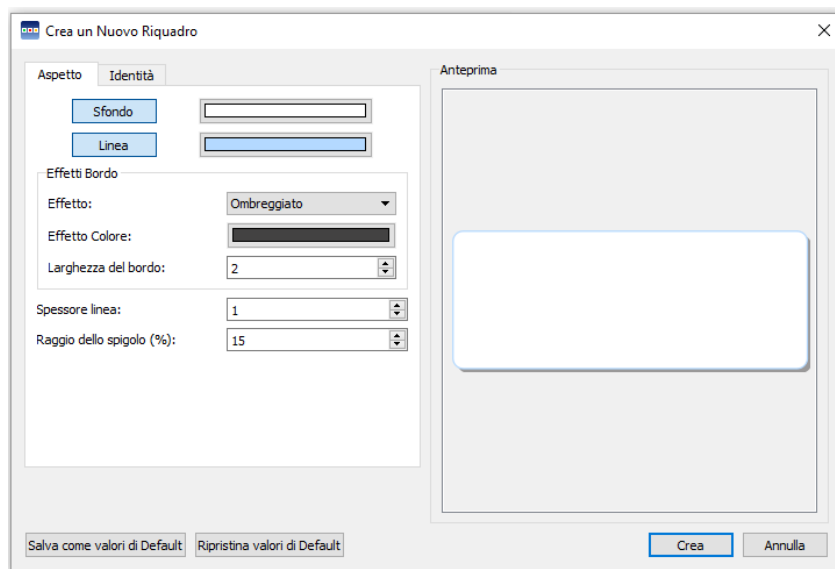 Crea un Nuovo Riquadro
Aspetto
Identità
Sfondo
Linea
Effetti Bordo
Effetto:
Ombreggiato
Effetto Colore:
Larghezza del bordo:
2
Spessore linea:
1
Raggio dello spigolo (%):
15
Anteprima
Salva come valori di Default
Ripristina valori di Default
Crea
Annulla